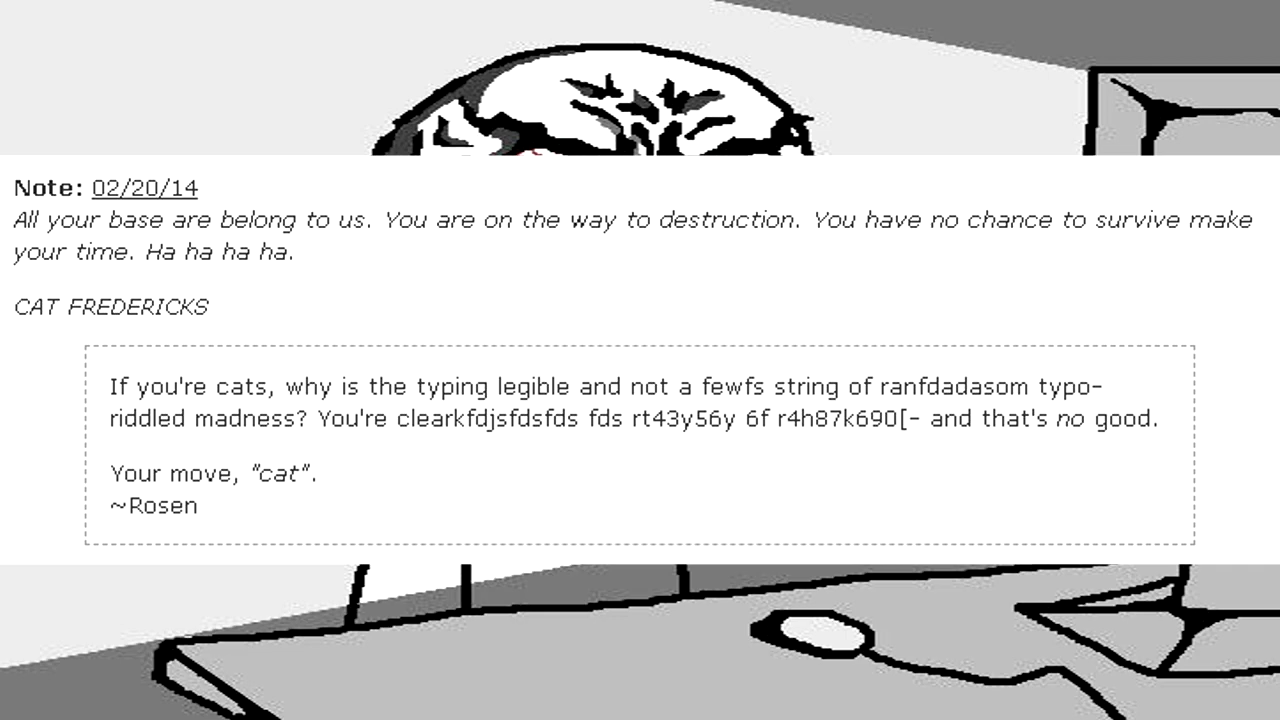 Note: 02/20/14
All your base are belong to us. You are on the way to destruction. You have no chance to survive make
your time. Ha ha ha ha.
CAT FREDERICKS
If you're cats, why is the typing legible and not a fewfs string of ranfdadasom typo-
riddled madness? You're clearkfdjsfdsfds fds rt43y56y 6f r4h87k690[- and that's no good.
Your move, "cat".
~Rosen